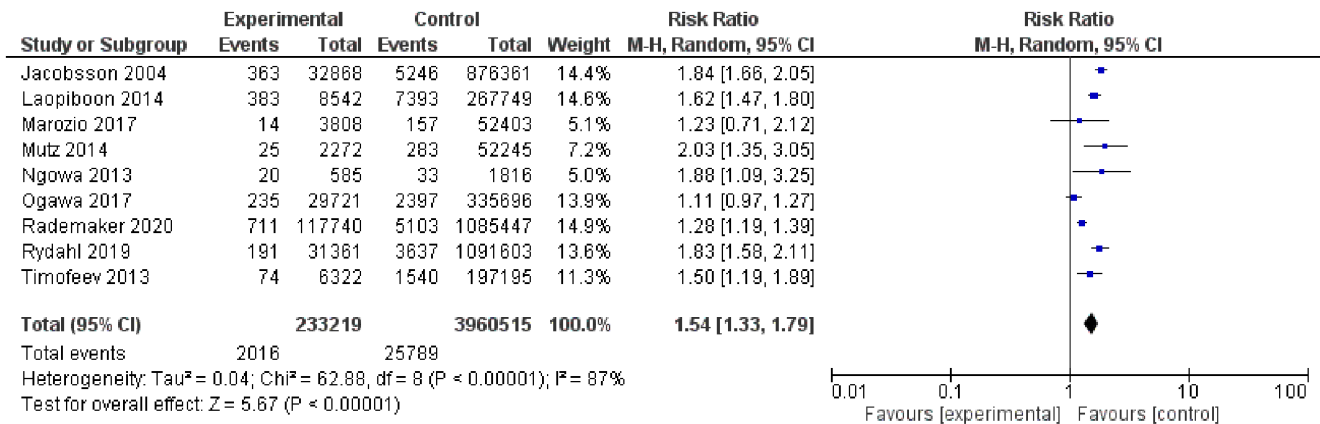 Experimental Control Risk Ratio Risk Ratio
Study or Subgroup Events Total Events Total Weight M-H, Random, 95% CI M-H, Random, 95% CI
Jacobsson 2004 363 32868 5246 876361 14.4% 1.84 [1.66, 2.05]
Laopiboon 2014 383 8542 7393 267749 14.6% 1.62 [1.47, 1.80]
Marozio 2017 14 3808 157 52403 5.1% 1.23 [0.71, 2.12]
Mutz 2014 25 2272 283 52245 7.2% 2.03 [1.35, 3.05]
Ngowa 2013 20 585 33 1816 5.0% 1.88 [1.09, 3.25]
Ogawa 2017 235 29721 2397 335696 13.9% 1.11 [0.97, 1.27]
Rademaker 2020 711 117740 5103 1085447 14.9% 1.28 [1.19, 1.39]
Rydahl 2019 191 31361 3637 1091603 13.6% 1.83 [1.58, 2.11]
Timofeev 2013 74 6322 1540 197195 11.3% 1.50 [1.19, 1.89]
Total (95% CI) 233219 3960515 100.0% 1.54 [1.33, 1.79]
Total events 2016 25789
Heterogeneity: Tau² = 0.04; Chi² = 62.88, df = 8 (P < 0.00001); I² = 87%
Test for overall effect: Z = 5.67 (P < 0.00001)
0.01 0.1 1 10 100
Favours [experimental] Favours [control]